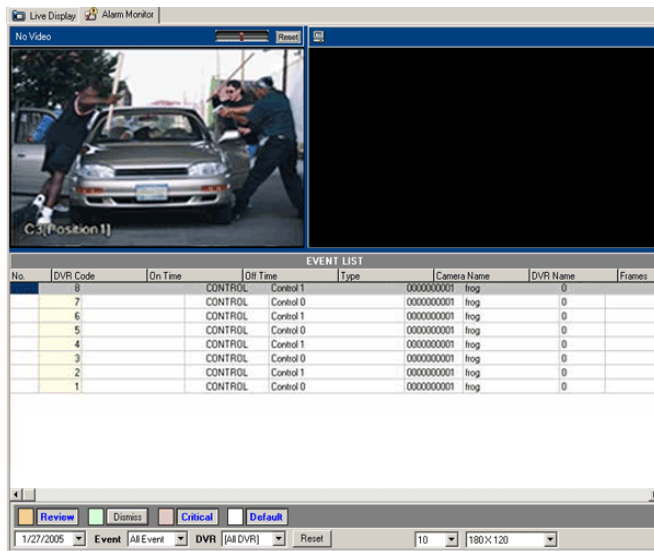 Live Display Alarm Monitor
No Video Reset
C3[Position1]
EVENT LIST
No. DVR Code On Time Off Time Type Camera Name DVR Name Frames
8 CONTROL Control 1 0000000001 frog 0
7 CONTROL Control 0 0000000001 frog 0
6 CONTROL Control 1 0000000001 frog 0
5 CONTROL Control 0 0000000001 frog 0
4 CONTROL Control 1 0000000001 frog 0
3 CONTROL Control 0 0000000001 frog 0
2 CONTROL Control 1 0000000001 frog 0
1 CONTROL Control 0 0000000001 frog 0
Review Dismiss Critical Default
1/27/2005 Event All Event DVR [All DVR] Reset 10 180 X 120